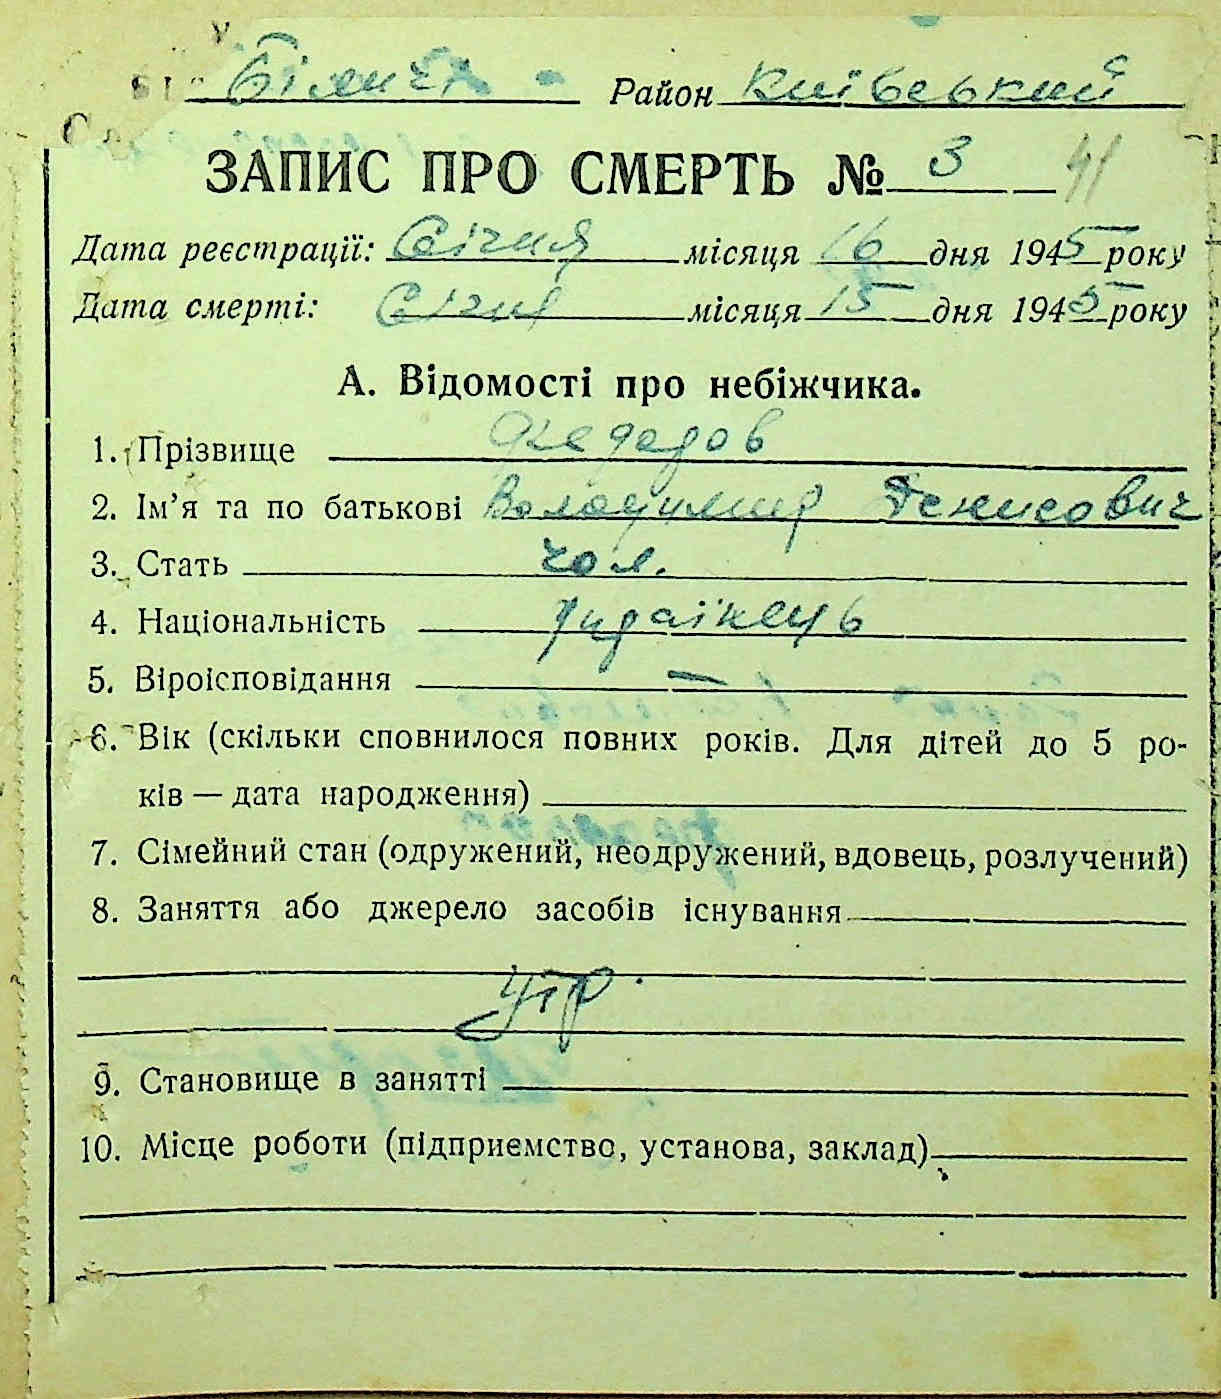 Біличі Район Київський
ЗАПИС ПРО СМЕРТЬ № 3 41
Дата реєстрації: Січня місяця 16 дня 1945 року
Дата смерті: Січня місяця 15 дня 1945 року
А. Відомості про небіжчика.
1. Прізвище Федоров
2. Ім'я та по батькові Володимир Денисович
3. Стать чол.
4. Національність Украінець
5. Віроісповідання —
6. Вік (скільки сповнилося повних років. Для дітей до 5 ро-
ків — дата народження)
7. Сімейний стан (одружений, неодружений, вдовець, розлучений)
8. Заняття або джерело засобів існування
утр.
9. Становище в занятті
10. Місце роботи (підприємство, установа, заклад)